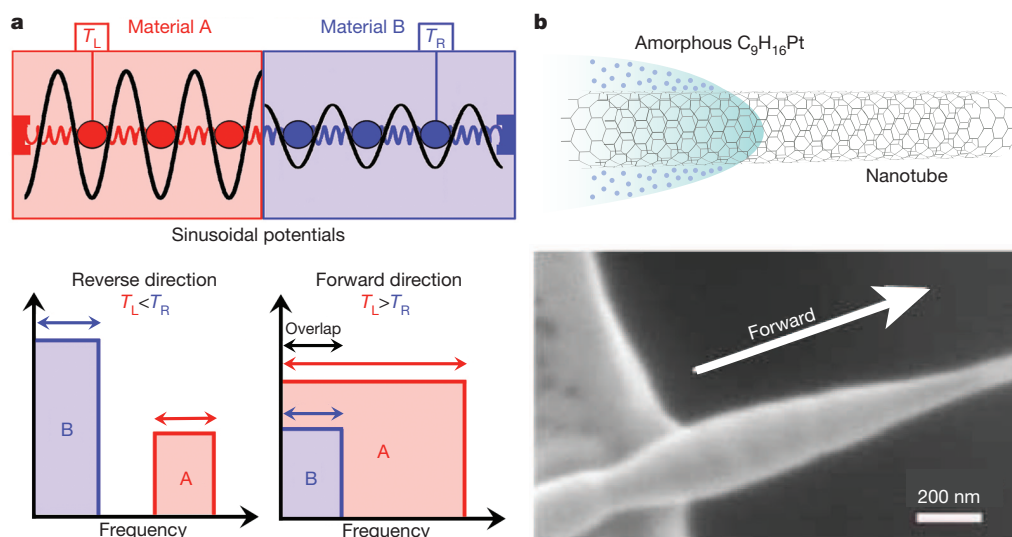 a
Material A
Material B
T_L
T_R
Sinusoidal potentials
Reverse direction
T_L<T_R
B
A
Frequency
Forward direction
T_L>T_R
Overlap
A
B
Frequency
b
Amorphous C₉H₁₆Pt
Nanotube
Forward
200 nm